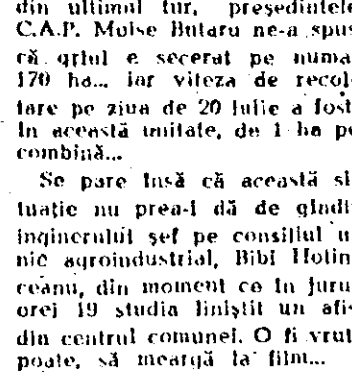 din ultimul tur, președintele
C.A.P. Moise Butaru ne-a spus
că grîul e secerat pe numai
170 ha... iar viteza de recol-
tare pe ziua de 20 iulie a fost
în această unitate, de 1 ha pe
combină...
Se pare însă că această si-
tuație nu prea-i dă de gîndit
inginerului șef pe consiliul u-
nic agroindustrial, Bibi Hotin-
ceanu, din moment ce în juru
orei 19 studia liniștit un afi-
din centrul comunei. O fi vrut
poate, să meargă la film...